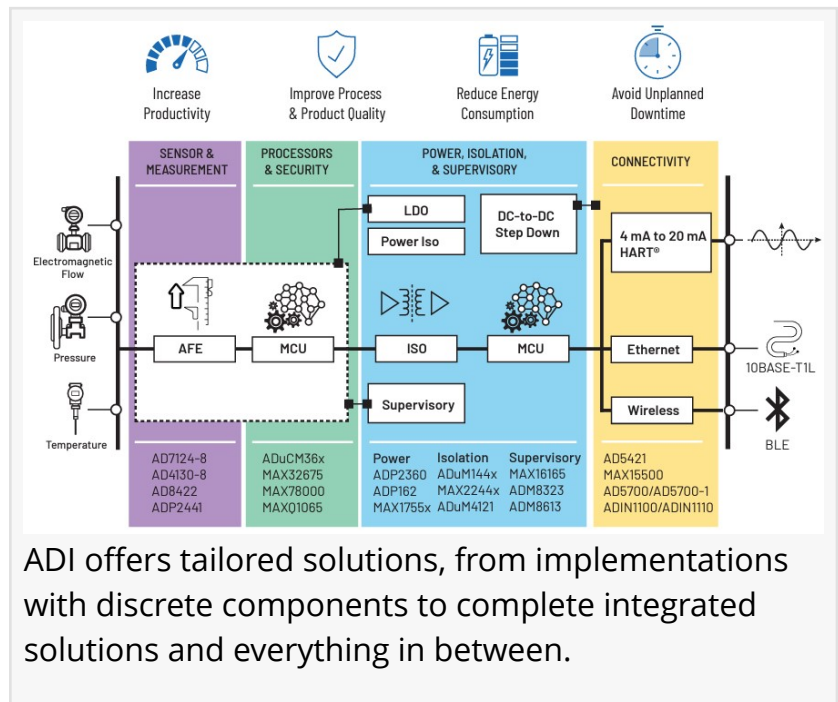 Increase
Productivity
Improve Process
& Product Quality
Reduce Energy
Consumption
Avoid Unplanned
Downtime
SENSOR &
MEASUREMENT
PROCESSORS
& SECURITY
POWER, ISOLATION,
& SUPERVISORY
CONNECTIVITY
Electromagnetic
Flow
Pressure
Temperature
LDO
Power Iso
DC-to-DC
Step Down
4 mA to 20 mA
HART®
AFE
MCU
ISO
MCU
Ethernet
Supervisory
Wireless
10BASE-T1L
BLE
AD7124-8
AD4130-8
AD8422
ADP2441
ADuCM36x
MAX32675
MAX78000
MAXQ1065
Power Isolation Supervisory
ADP2360 ADuM144x MAX16165
ADP162 MAX2244x ADM8323
MAX1755x ADuM4121 ADM8613
AD5421
MAX15500
AD5700/AD5700-1
ADIN1100/ADIN1110
ADI offers tailored solutions, from implementations
with discrete components to complete integrated
solutions and everything in between.